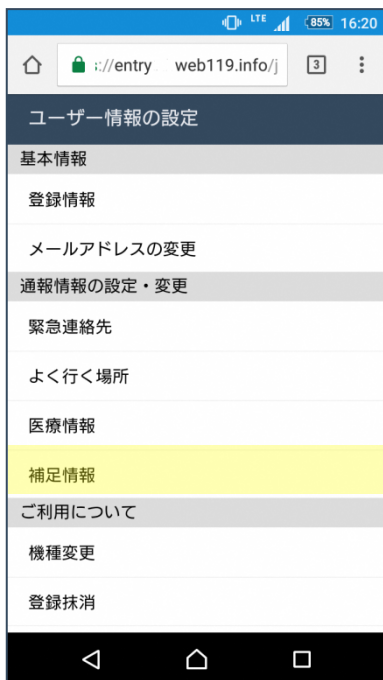 LTE 85% 16:20
://entry web119.info/j 3
ユーザー情報の設定
基本情報
登録情報
メールアドレスの変更
通報情報の設定・変更
緊急連絡先
よく行く場所
医療情報
補足情報
ご利用について
機種変更
登録抹消